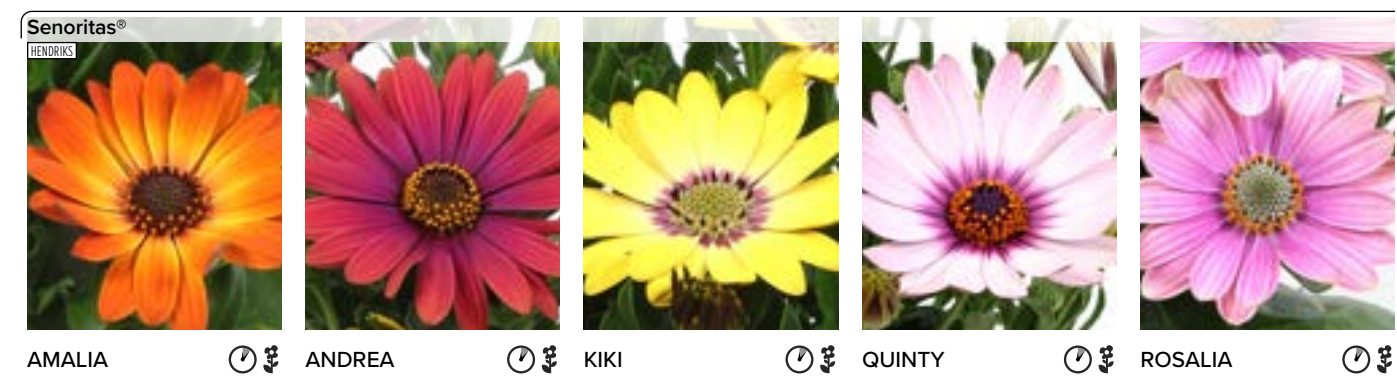 Senoritas®
HENDRIKS
AMALIA
ANDREA
KIKI
QUINTY
ROSALIA